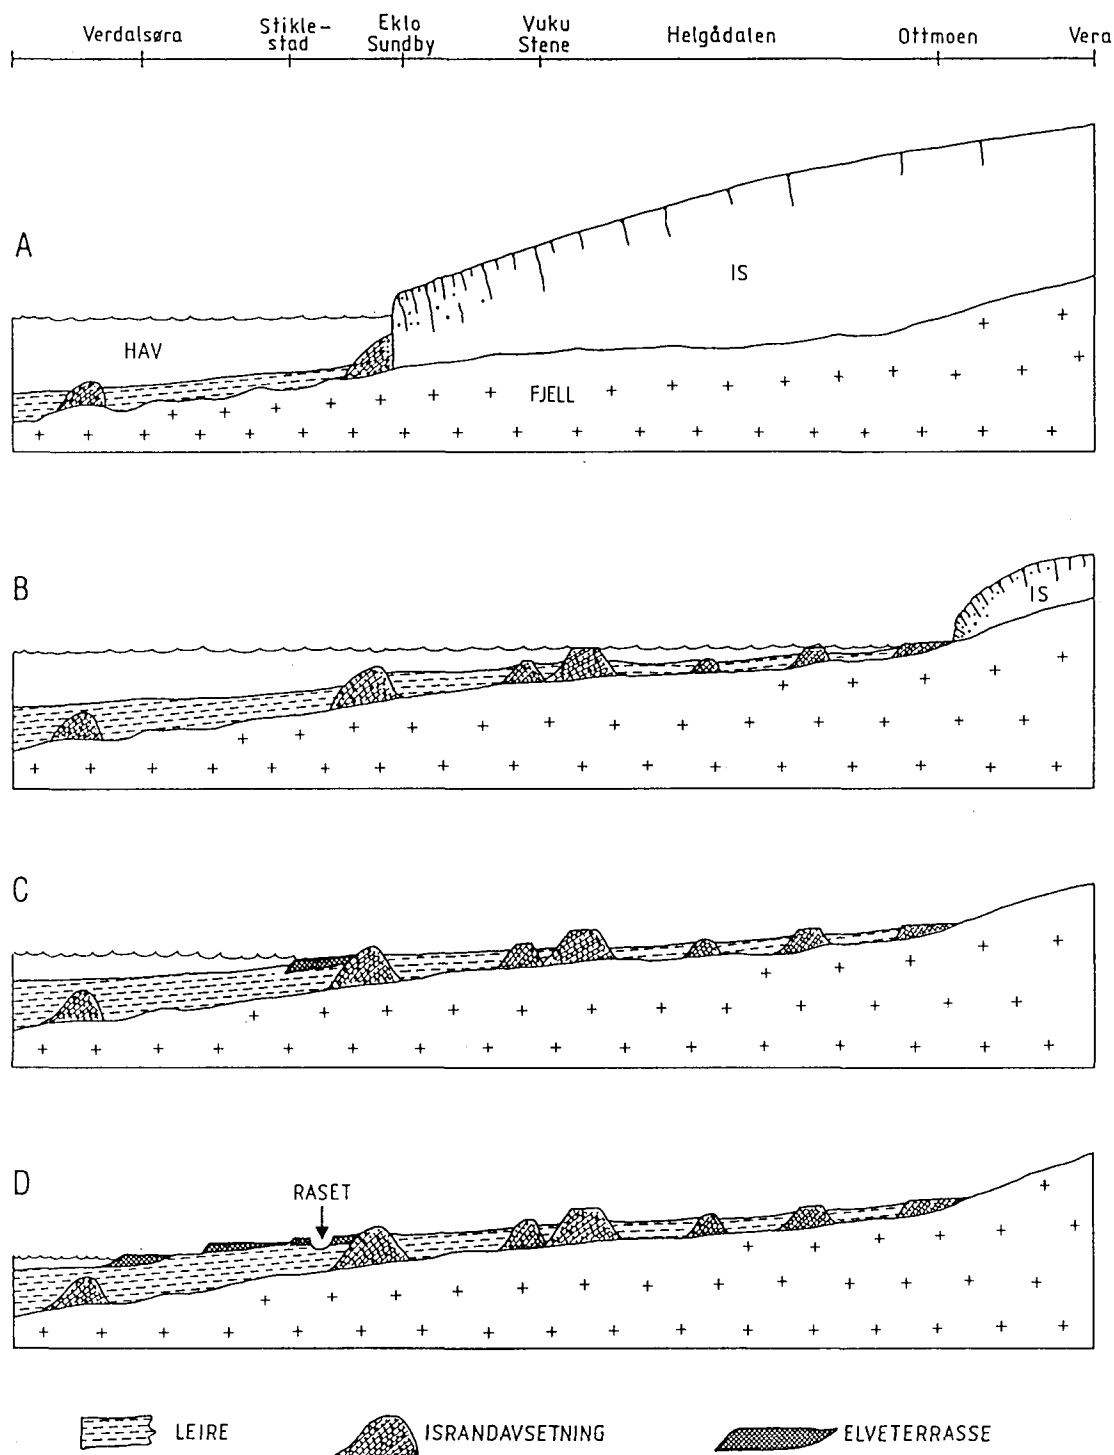 Verdalsøra
Stikle-
stad
Eklo
Sundby
Vuku
Stene
Helgådalen
Ottmoen
Vera
A
IS
HAV
FJELL
B
IS
C
D
RASET
LEIRE
ISRANDAVSETNING
ELVETERRASSE